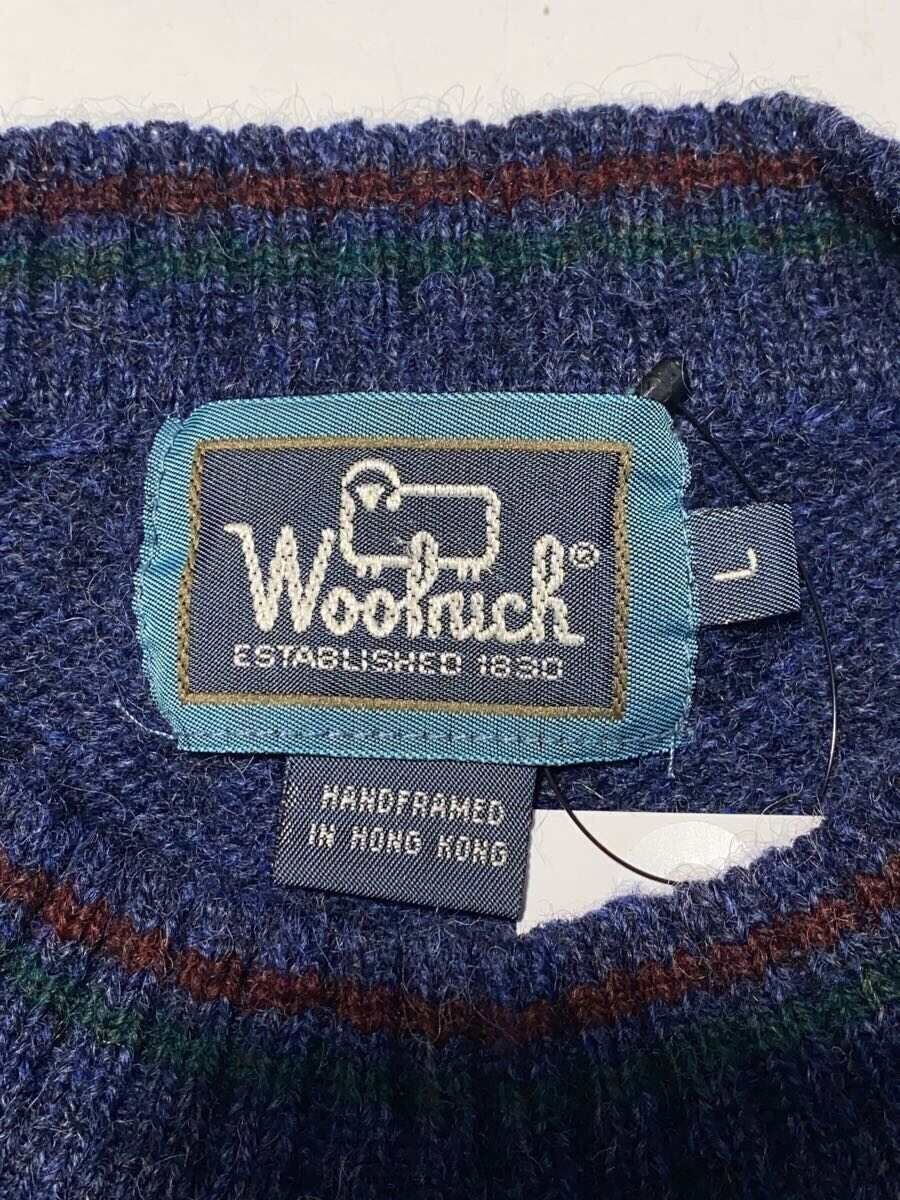 Woolrich®
ESTABLISHED 1830
L
HANDFRAMED
IN HONG KONG